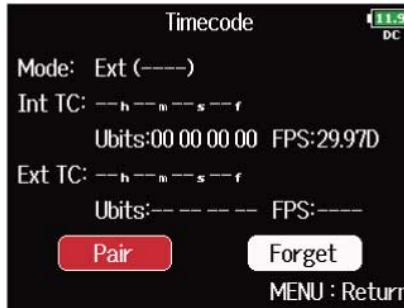 Timecode
11.9
DC
Mode: Ext (----)
Int TC: --h--m--s--f
Ubits:00 00 00 00 FPS:29.97D
Ext TC: --h--m--s--f
Ubits:-- -- -- -- FPS:----
Pair Forget
MENU : Return